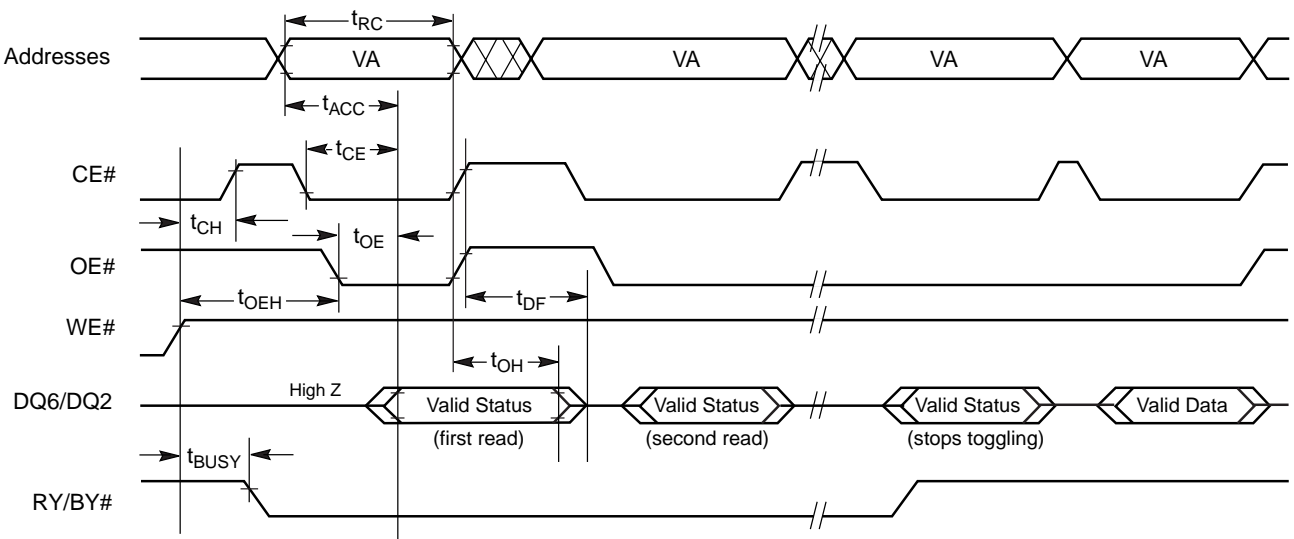 tRC
Addresses VA VA VA VA
tACC
tCE
CE#
tCH tOE
OE#
tOEH tDF
WE#
tOH
High Z
DQ6/DQ2 Valid Status Valid Status Valid Status Valid Data
(first read) (second read) (stops toggling)
tBUSY
RY/BY#